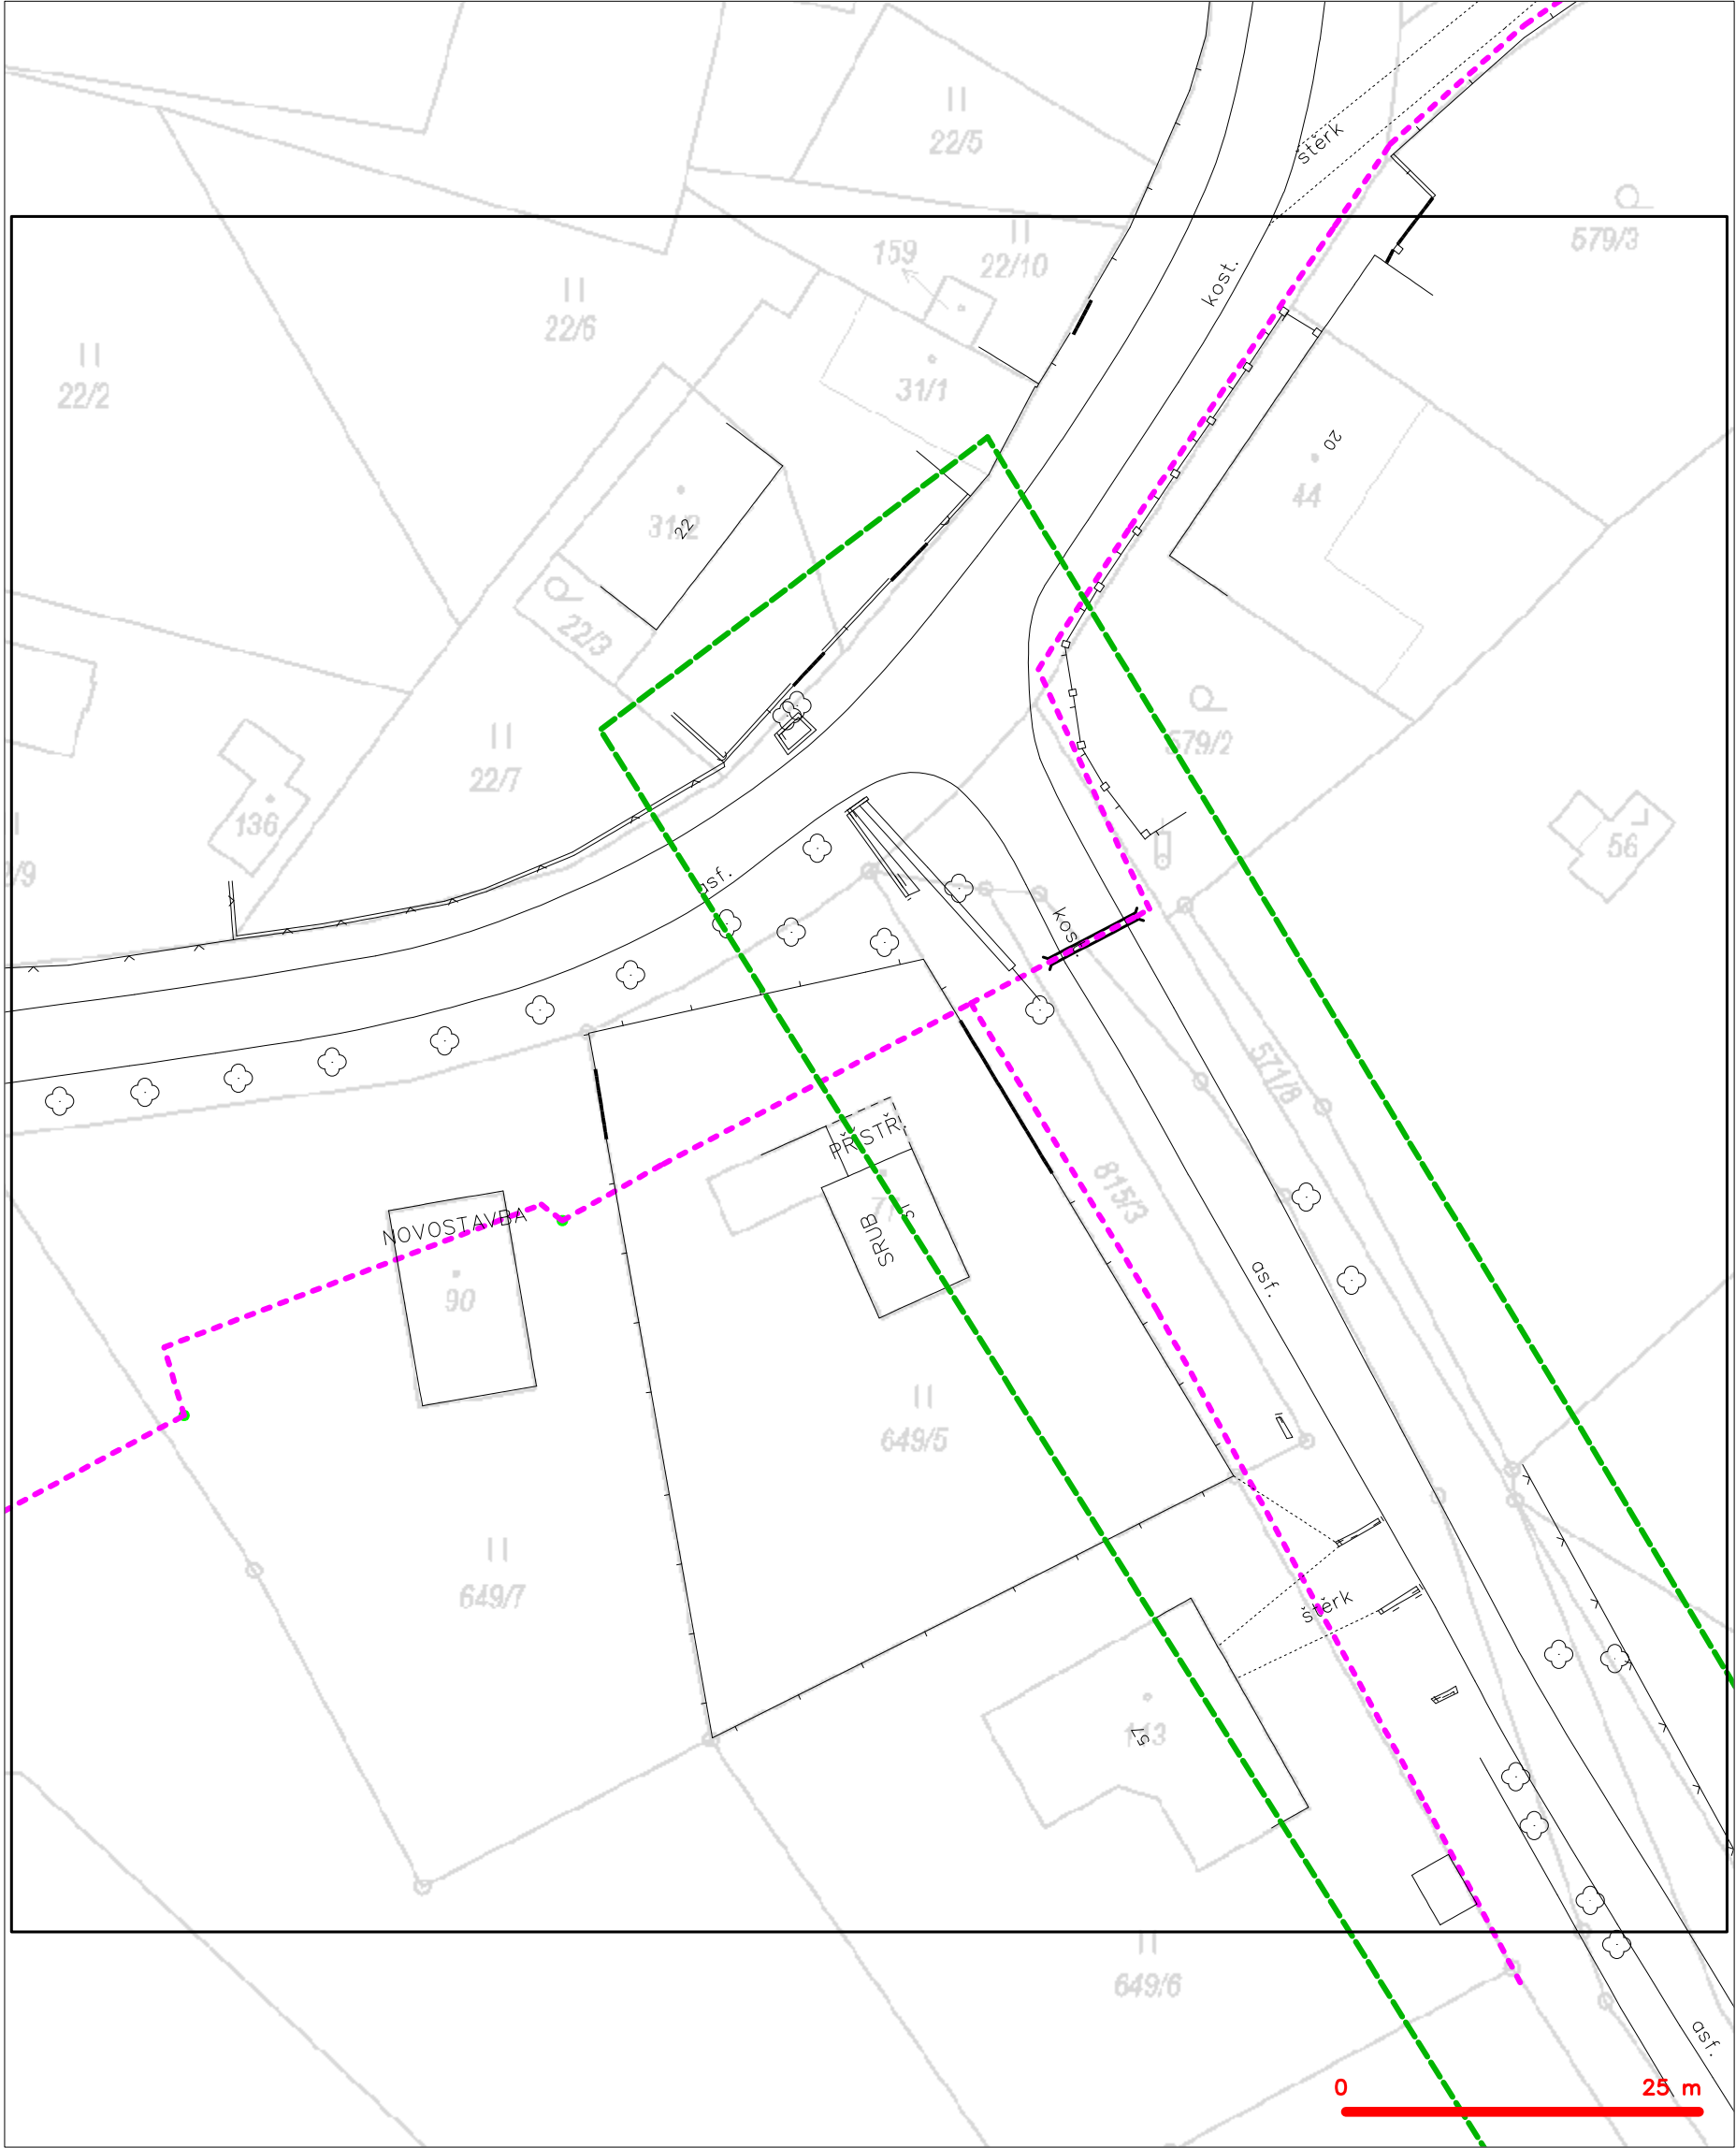 22/5
štěrk
579/3
159
22/10
22/6
kost.
22/2
31/1
20
44
31/2
22
22/3
579/2
22/7
136
56
asf.
kost.
571/8
PŘÍSTŘ.
815/3
SRUB
NOVOSTAVBA
90
asf.
649/5
649/7
štěrk
57
649/6
asf.
0 25 m